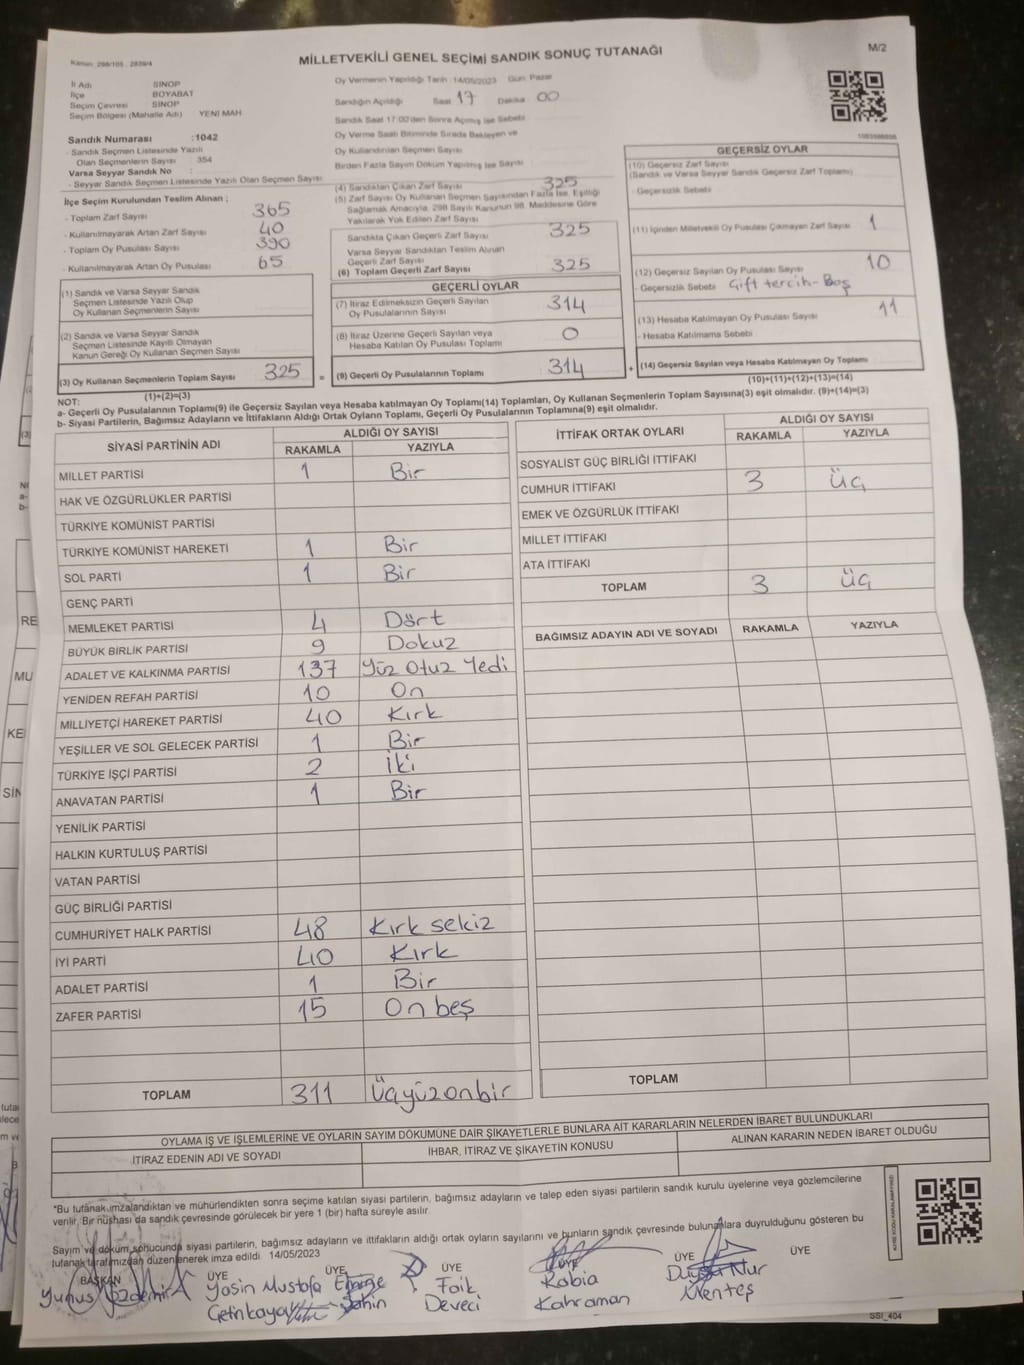 Kanun: 298/105 , 2839/4
MİLLETVEKİLİ GENEL SEÇİMİ SANDIK SONUÇ TUTANAĞI
M/2
İl Adı SİNOP
İlçe BOYABAT
Seçim Çevresi SİNOP
Seçim Bölgesi (Mahalle Adı) YENİ MAH
Sandık Numarası :1042
- Sandık Seçmen Listesinde Yazılı
Olan Seçmenlerin Sayısı 354
Varsa Seyyar Sandık No :
- Seyyar Sandık Seçmen Listesinde Yazılı Olan Seçmen Sayısı
İlçe Seçim Kurulundan Teslim Alınan ;
- Toplam Zarf Sayısı 365
- Kullanılmayarak Artan Zarf Sayısı 40
- Toplam Oy Pusulası Sayısı 390
- Kullanılmayarak Artan Oy Pusulası 65
(1) Sandık ve Varsa Seyyar Sandık
Seçmen Listesinde Yazılı Olup
Oy Kullanan Seçmenlerin Sayısı
(2) Sandık ve Varsa Seyyar Sandık
Seçmen Listesinde Kayıtlı Olmayan
Kanun Gereği Oy Kullanan Seçmen Sayısı
(3) Oy Kullanan Seçmenlerin Toplam Sayısı 325 =
(1)+(2)=(3)
Oy Vermenin Yapıldığı Tarih :14/05/2023 Gün: Pazar
Sandığın Açıldığı Saat 17 Dakika 00
Sandık Saat 17:00'den Sonra Açılmış İse Sebebi
Oy Verme Saati Bitiminde Sırada Bekleyen ve
Oy Kullandırılan Seçmen Sayısı
Birden Fazla Sayım Döküm Yapılmış İse Sayısı :
(4) Sandıktan Çıkan Zarf Sayısı 325
(5) Zarf Sayısı Oy Kullanan Seçmen Sayısından Fazla İse, Eşitliği
Sağlamak Amacıyla, 298 Sayılı Kanunun 98. Maddesine Göre
Yakılarak Yok Edilen Zarf Sayısı
Sandıkta Çıkan Geçerli Zarf Sayısı 325
Varsa Seyyar Sandıktan Teslim Alınan
Geçerli Zarf Sayısı
(6) Toplam Geçerli Zarf Sayısı 325
GEÇERLİ OYLAR
(7) İtiraz Edilmeksizin Geçerli Sayılan
Oy Pusulalarının Sayısı 314
(8) İtiraz Üzerine Geçerli Sayılan veya
Hesaba Katılan Oy Pusulası Toplamı 0
(9) Geçerli Oy Pusulalarının Toplamı 314 +
GEÇERSİZ OYLAR
(10) Geçersiz Zarf Sayısı
(Sandık ve Varsa Seyyar Sandık Geçersiz Zarf Toplamı)
- Geçersizlik Sebebi
(11) İçinden Milletvekili Oy Pusulası Çıkmayan Zarf Sayısı 1
(12) Geçersiz Sayılan Oy Pusulası Sayısı 10
- Geçersizlik Sebebi Çift tercih-Boş
(13) Hesaba Katılmayan Oy Pusulası Sayısı 11
- Hesaba Katılmama Sebebi
(14) Geçersiz Sayılan veya Hesaba Katılmayan Oy Toplamı
(10)+(11)+(12)+(13)=(14)
NOT:
a- Geçerli Oy Pusulalarının Toplamı(9) ile Geçersiz Sayılan veya Hesaba katılmayan Oy Toplamı(14) Toplamları, Oy Kullanan Seçmenlerin Toplam Sayısına(3) eşit olmalıdır. (9)+(14)=(3)
b- Siyasi Partilerin, Bağımsız Adayların ve İttifakların Aldığı Ortak Oyların Toplamı, Geçerli Oy Pusulalarının Toplamına(9) eşit olmalıdır.
SİYASİ PARTİNİN ADI ALDIĞI OY SAYISI
RAKAMLA YAZIYLA
MİLLET PARTİSİ 1 Bir
HAK VE ÖZGÜRLÜKLER PARTİSİ
TÜRKİYE KOMÜNİST PARTİSİ
TÜRKİYE KOMÜNİST HAREKETİ 1 Bir
SOL PARTİ 1 Bir
GENÇ PARTİ
MEMLEKET PARTİSİ 4 Dört
BÜYÜK BİRLİK PARTİSİ 9 Dokuz
ADALET VE KALKINMA PARTİSİ 137 Yüz Otuz Yedi
YENİDEN REFAH PARTİSİ 10 On
MİLLİYETÇİ HAREKET PARTİSİ 40 Kırk
YEŞİLLER VE SOL GELECEK PARTİSİ 1 Bir
TÜRKİYE İŞÇİ PARTİSİ 2 İki
ANAVATAN PARTİSİ 1 Bir
YENİLİK PARTİSİ
HALKIN KURTULUŞ PARTİSİ
VATAN PARTİSİ
GÜÇ BİRLİĞİ PARTİSİ
CUMHURİYET HALK PARTİSİ 48 Kırk sekiz
İYİ PARTİ 40 Kırk
ADALET PARTİSİ 1 Bir
ZAFER PARTİSİ 15 On beş
TOPLAM 311 Üçyüzonbir
İTTİFAK ORTAK OYLARI ALDIĞI OY SAYISI
RAKAMLA YAZIYLA
SOSYALİST GÜÇ BİRLİĞİ İTTİFAKI
CUMHUR İTTİFAKI 3 Üç
EMEK VE ÖZGÜRLÜK İTTİFAKI
MİLLET İTTİFAKI
ATA İTTİFAKI
TOPLAM 3 Üç
BAĞIMSIZ ADAYIN ADI VE SOYADI RAKAMLA YAZIYLA
TOPLAM
OYLAMA İŞ VE İŞLEMLERİNE VE OYLARIN SAYIM DÖKÜMÜNE DAİR ŞİKAYETLERLE BUNLARA AİT KARARLARIN NELERDEN İBARET BULUNDUKLARI
İTİRAZ EDENİN ADI VE SOYADI İHBAR, İTİRAZ VE ŞİKAYETİN KONUSU ALINAN KARARIN NEDEN İBARET OLDUĞU
*Bu tutanak imzalandıktan ve mühürlendikten sonra seçime katılan siyasi partilerin, bağımsız adayların ve talep eden siyasi partilerin sandık kurulu üyelerine veya gözlemcilerine
verilir. Bir nüshası da sandık çevresinde görülecek bir yere 1 (bir) hafta süreyle asılır.
Sayım ve döküm sonucunda siyasi partilerin, bağımsız adayların ve ittifakların aldığı ortak oyların sayılarını ve bunların sandık çevresinde bulunanlara duyurulduğunu gösteren bu
tutanak tarafımızdan düzenlenerek imza edildi. 14/05/2023
BAŞKAN ÜYE ÜYE ÜYE ÜYE ÜYE ÜYE
Yunus Özdemir
Yasin Mustafa Çetinkaya
Şahin
Faik Deveci
Rabia Kahraman
Nur Menteş
SSİ_404